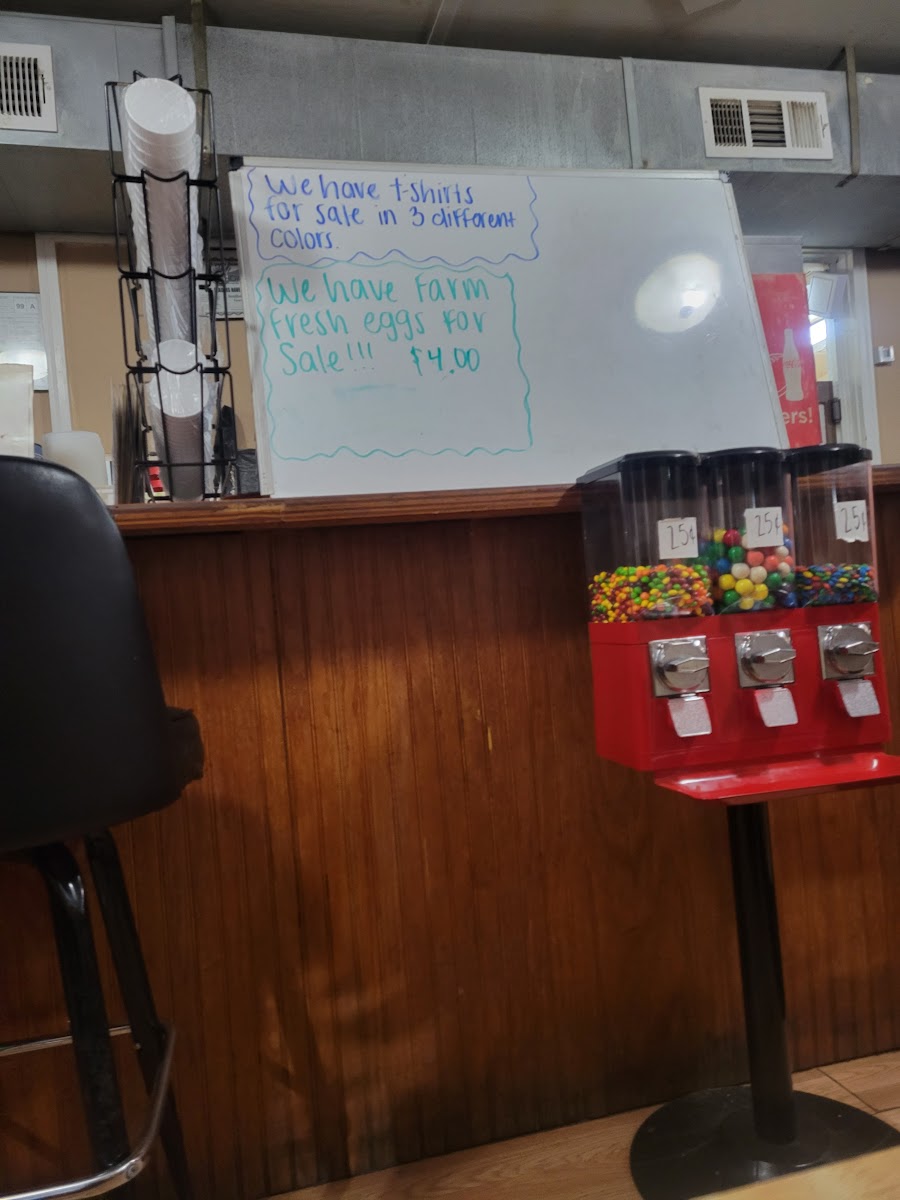 We have t-shirts
for sale in 3 different
colors.
We have Farm
fresh eggs for
Sale!!! $4.00
ers!
25¢
25¢
25¢